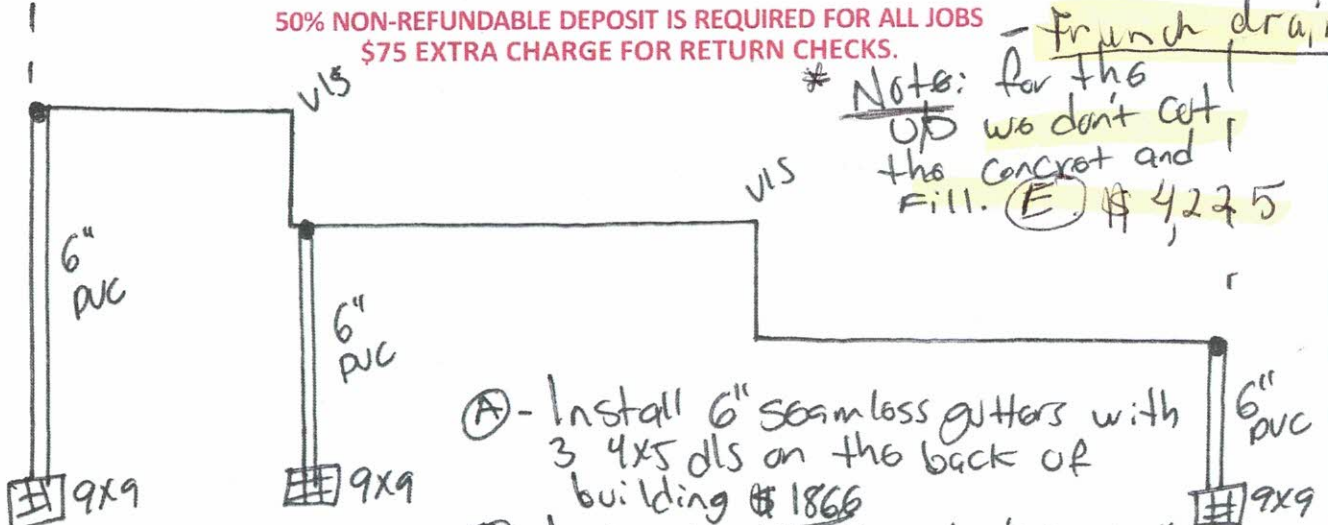 50% NON-REFUNDABLE DEPOSIT IS REQUIRED FOR ALL JOBS
$75 EXTRA CHARGE FOR RETURN CHECKS.
- Frunch drai
* Note: for the
up we don't cut
the concret and
Fill. (E) $ 4,225
VIS
VIS
6"
PVC
6"
PVC
6"
PVC
(A) - Install 6" seamless gutters with
3 4x5 dls on the back of
building $ 1866
9x9
9x9
9x9